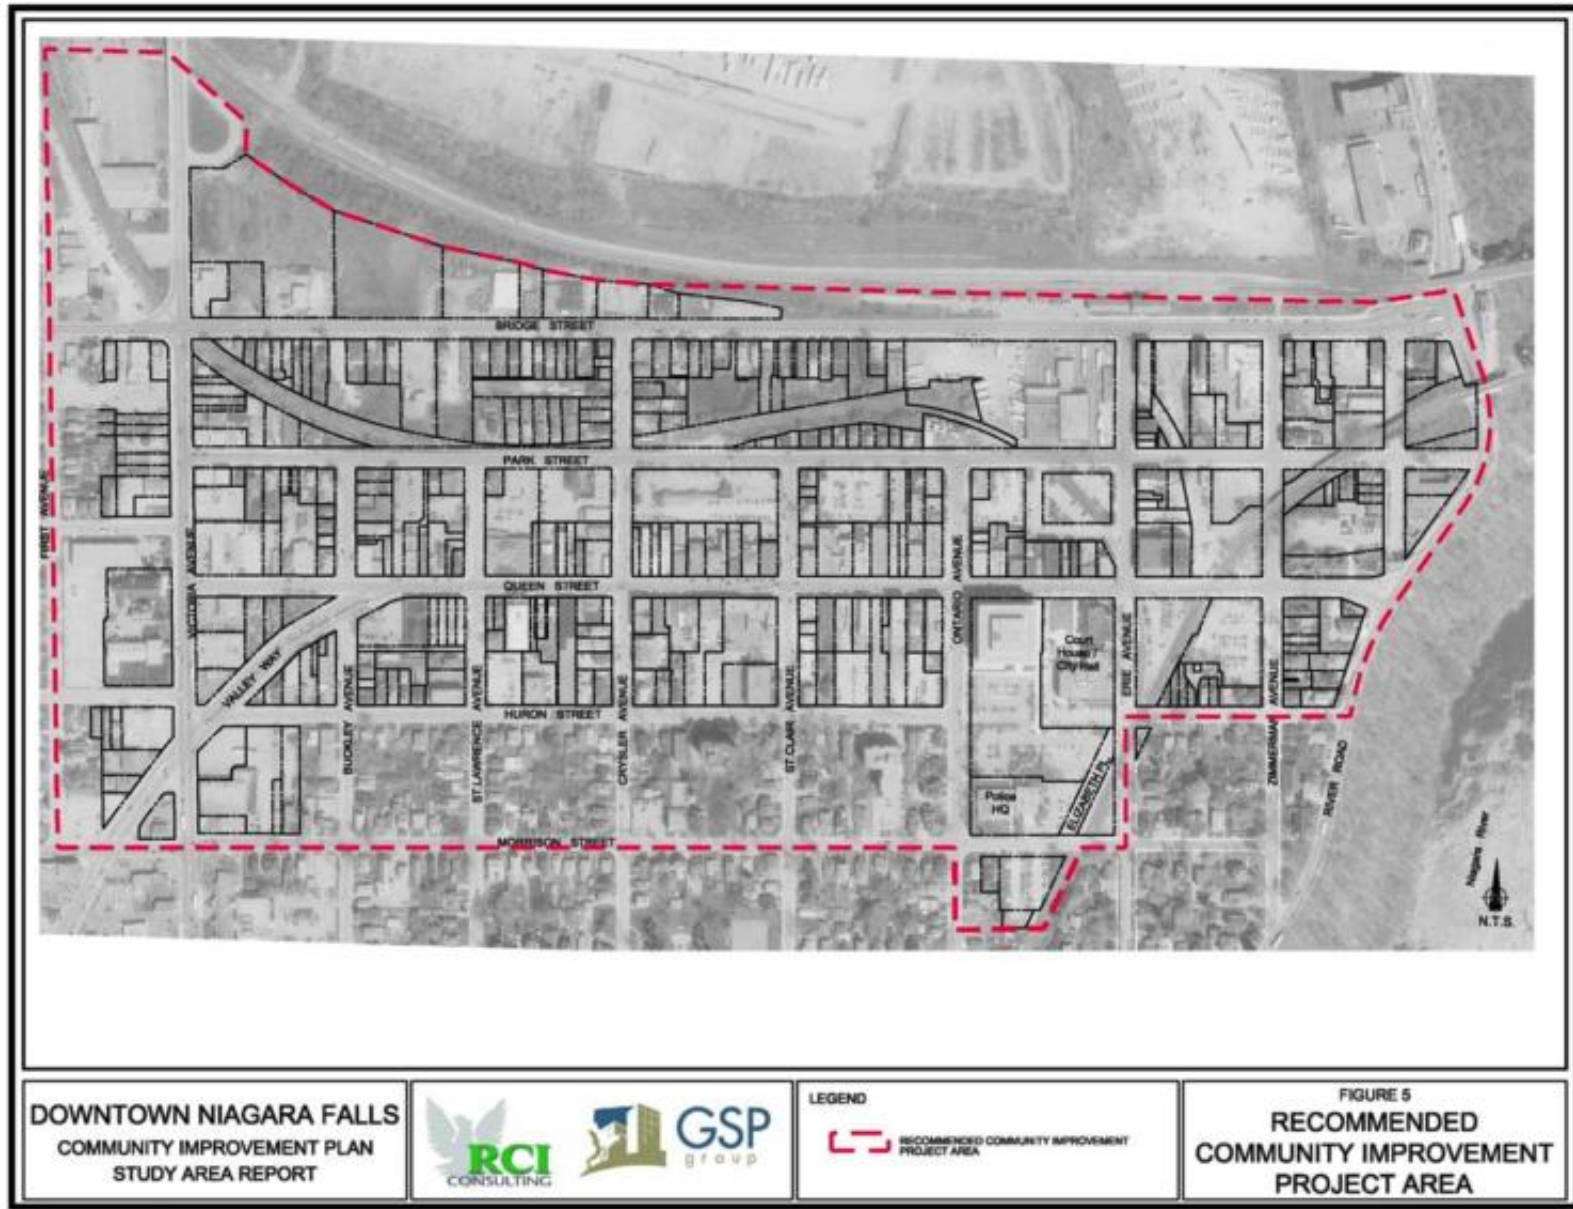 BRIDGE STREET
PARK STREET
FIRST AVENUE
VICTORIA AVENUE
QUEEN STREET
ONTARIO AVENUE
Court
House /
City Hall
ERIE AVENUE
VALLEY WAY
BUCKLEY AVENUE
ST.LAWRENCE AVENUE
HURON STREET
CRYSLER AVENUE
ST.CLAIR AVENUE
ZIMMERMAN AVENUE
RIVER ROAD
ELIZABETH PL.
Police
HQ
MORRISON STREET
Niagara River
N.T.S.
DOWNTOWN NIAGARA FALLS
COMMUNITY IMPROVEMENT PLAN
STUDY AREA REPORT
RCI
CONSULTING
GSP
group
LEGEND
RECOMMENDED COMMUNITY IMPROVEMENT
PROJECT AREA
FIGURE 5
RECOMMENDED
COMMUNITY IMPROVEMENT
PROJECT AREA